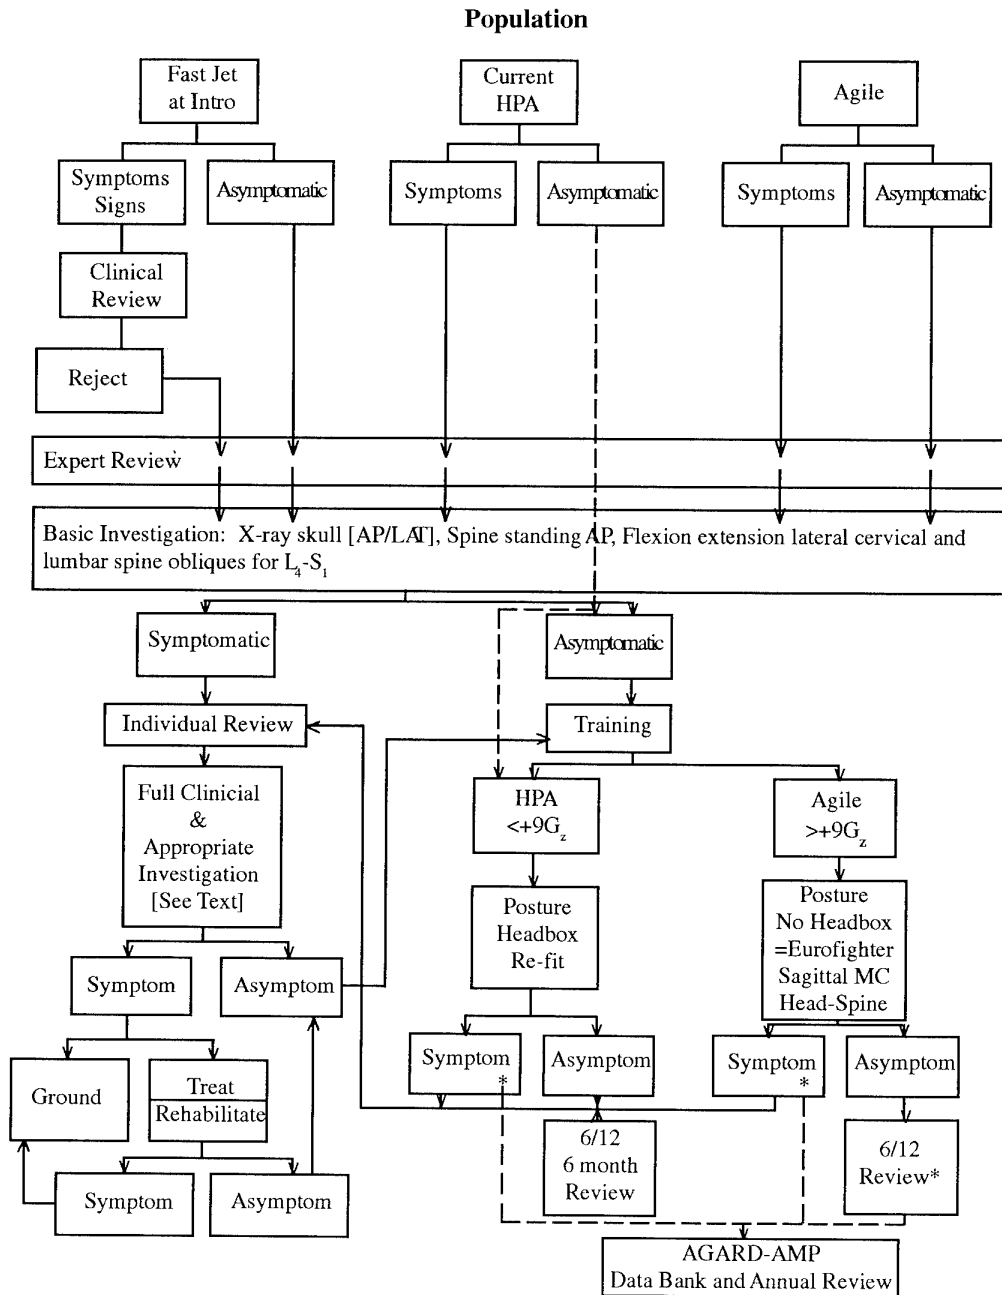 Population
Fast Jet
at Intro
Current
HPA
Agile
Symptoms
Signs
Asymptomatic
Symptoms
Asymptomatic
Symptoms
Asymptomatic
Clinical
Review
Reject
Expert Review
Basic Investigation: X-ray skull [AP/LAT], Spine standing AP, Flexion extension lateral cervical and
lumbar spine obliques for L4-S1
Symptomatic
Asymptomatic
Individual Review
Training
Full Clinicial
&
Appropriate
Investigation
[See Text]
HPA
<+9Gz
Agile
>+9Gz
Posture
Headbox
Re-fit
Posture
No Headbox
=Eurofighter
Sagittal MC
Head-Spine
Symptom
Asymptom
Symptom
*
Asymptom
Symptom
*
Asymptom
Ground
Treat
Rehabilitate
6/12
6 month
Review
6/12
Review*
Symptom
Asymptom
AGARD-AMP
Data Bank and Annual Review